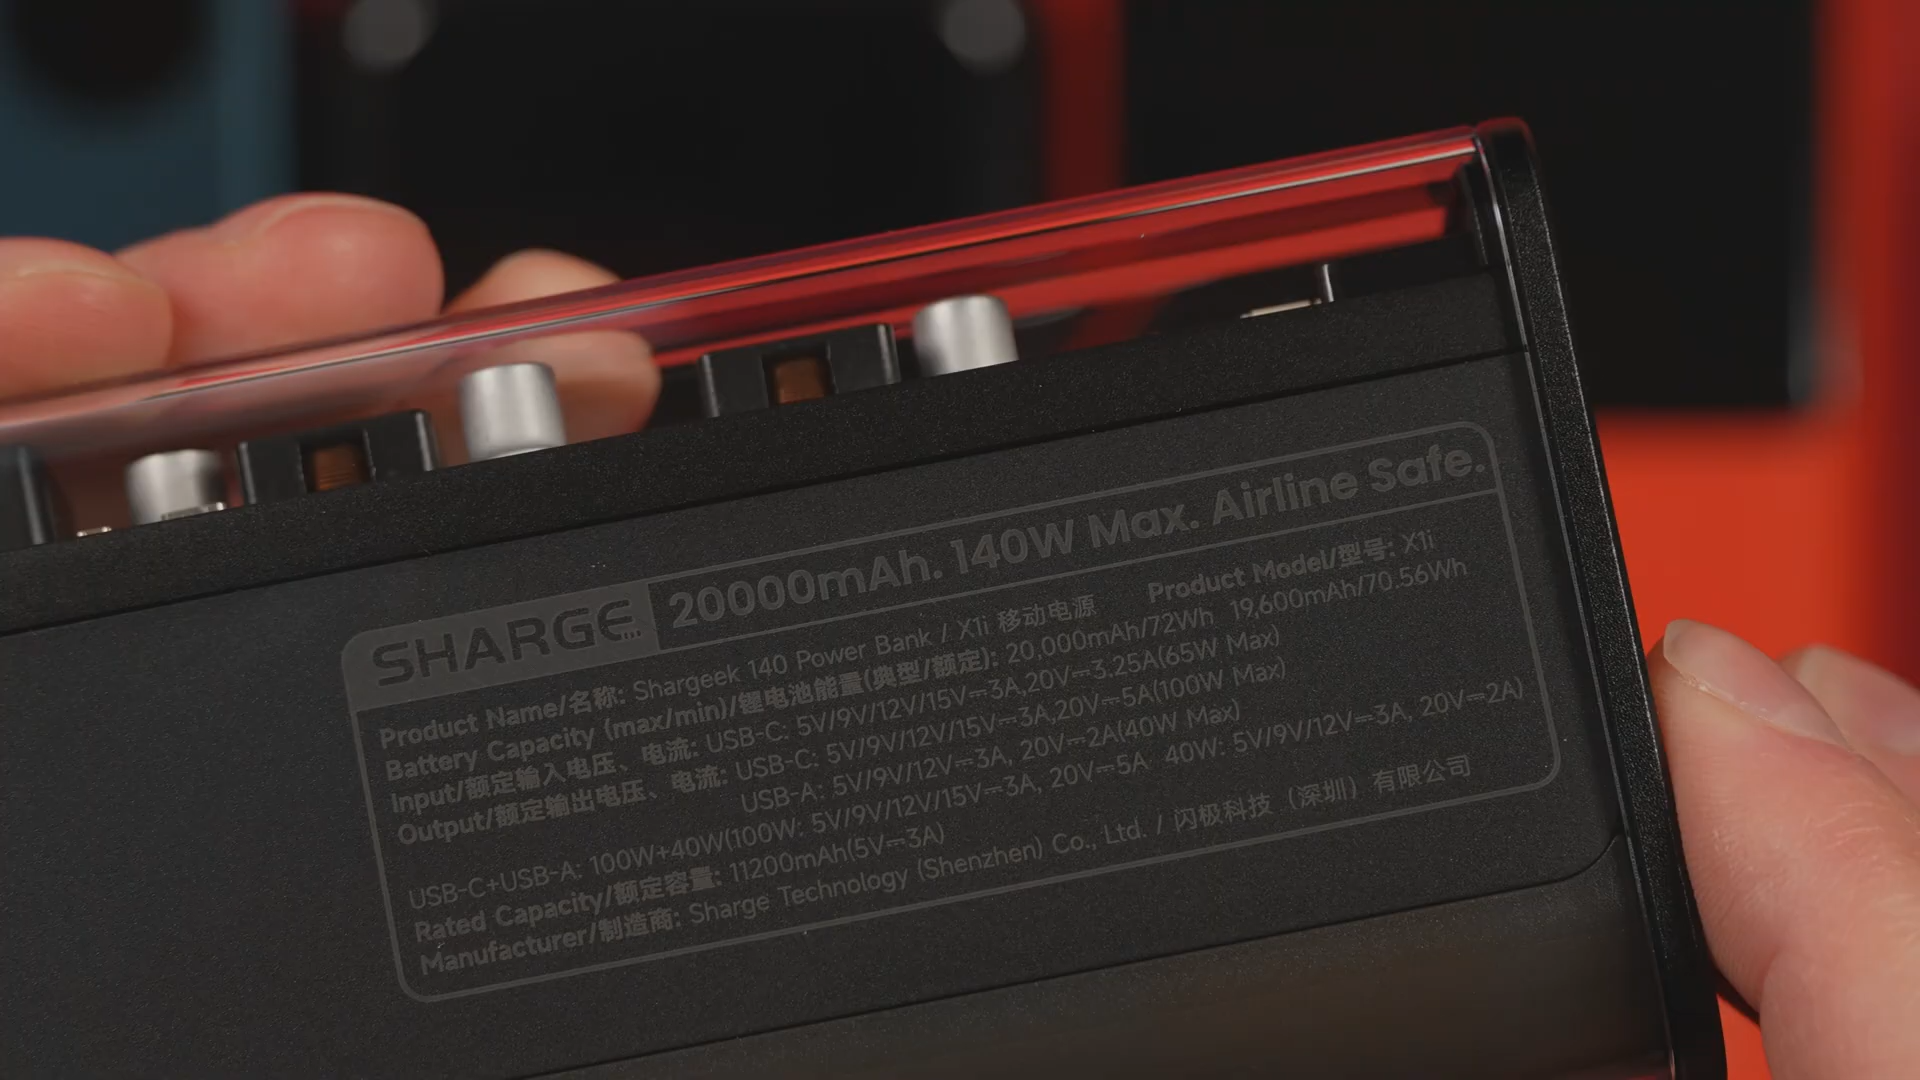 SHARGE 20000mAh. 140W Max. Airline Safe.
Product Name/名称: Shargeek 140 Power Bank / X1i 移动电源 Product Model/型号: X1i
Battery Capacity (max/min)/锂电池能量(典型/额定): 20,000mAh/72Wh 19,600mAh/70.56Wh
Input/额定输入电压、电流: USB-C: 5V/9V/12V/15V⎓3A,20V⎓3.25A(65W Max)
Output/额定输出电压、电流: USB-C: 5V/9V/12V/15V⎓3A,20V⎓5A(100W Max)
USB-A: 5V/9V/12V⎓3A, 20V⎓2A(40W Max)
USB-C+USB-A: 100W+40W(100W: 5V/9V/12V/15V⎓3A, 20V⎓5A 40W: 5V/9V/12V⎓3A, 20V⎓2A)
Rated Capacity/额定容量: 11200mAh(5V⎓3A)
Manufacturer/制造商: Sharge Technology (Shenzhen) Co., Ltd. / 闪极科技（深圳）有限公司